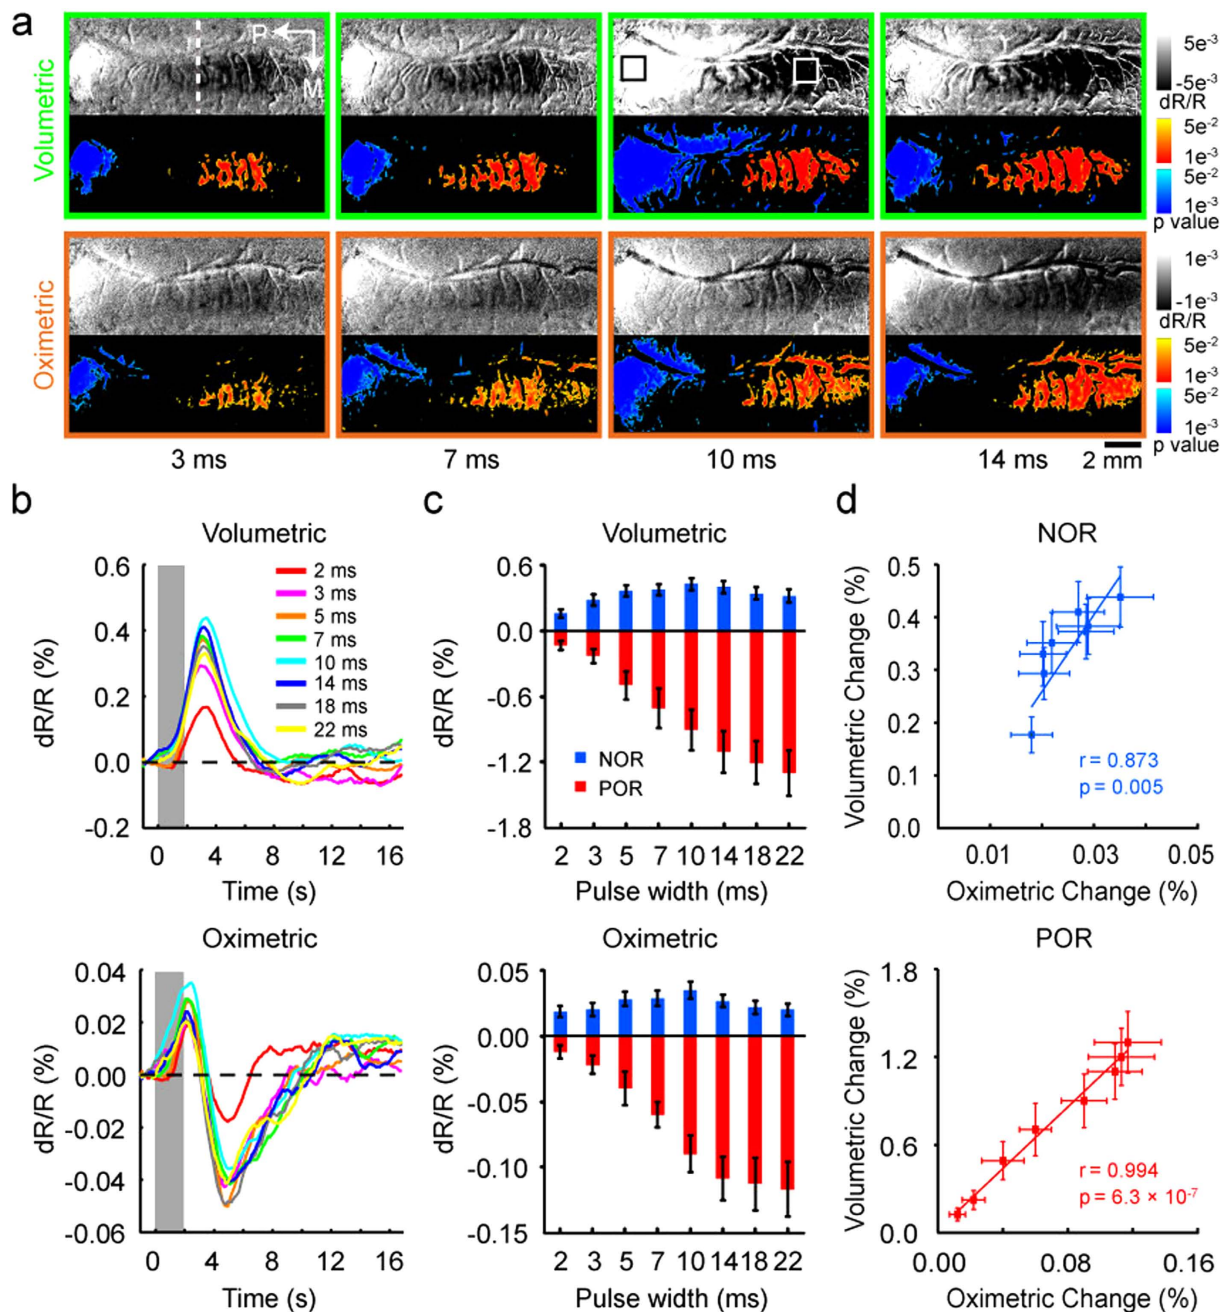 a
Volumetric
P
M
5e-3
-5e-3
dR/R
5e-2
1e-3
5e-2
1e-3
p value
Oximetric
1e-3
-1e-3
dR/R
5e-2
1e-3
5e-2
1e-3
p value
3 ms
7 ms
10 ms
14 ms
2 mm
b
Volumetric
dR/R (%)
0.6
0.4
0.2
0.0
-0.2
2 ms
3 ms
5 ms
7 ms
10 ms
14 ms
18 ms
22 ms
0 4 8 12 16
Time (s)
Oximetric
dR/R (%)
0.04
0.02
0.00
-0.02
-0.04
-0.06
0 4 8 12 16
Time (s)
c
Volumetric
dR/R (%)
0.6
0.0
-0.6
-1.2
-1.8
NOR
POR
2 3 5 7 10 14 18 22
Pulse width (ms)
Oximetric
dR/R (%)
0.05
0.00
-0.05
-0.10
-0.15
2 3 5 7 10 14 18 22
Pulse width (ms)
d
NOR
Volumetric Change (%)
0.5
0.4
0.3
0.2
0.1
0.0
r = 0.873
p = 0.005
0.01 0.03 0.05
Oximetric Change (%)
POR
Volumetric Change (%)
1.8
1.2
0.6
0.0
r = 0.994
p = 6.3 × 10-7
0.00 0.08 0.16
Oximetric Change (%)